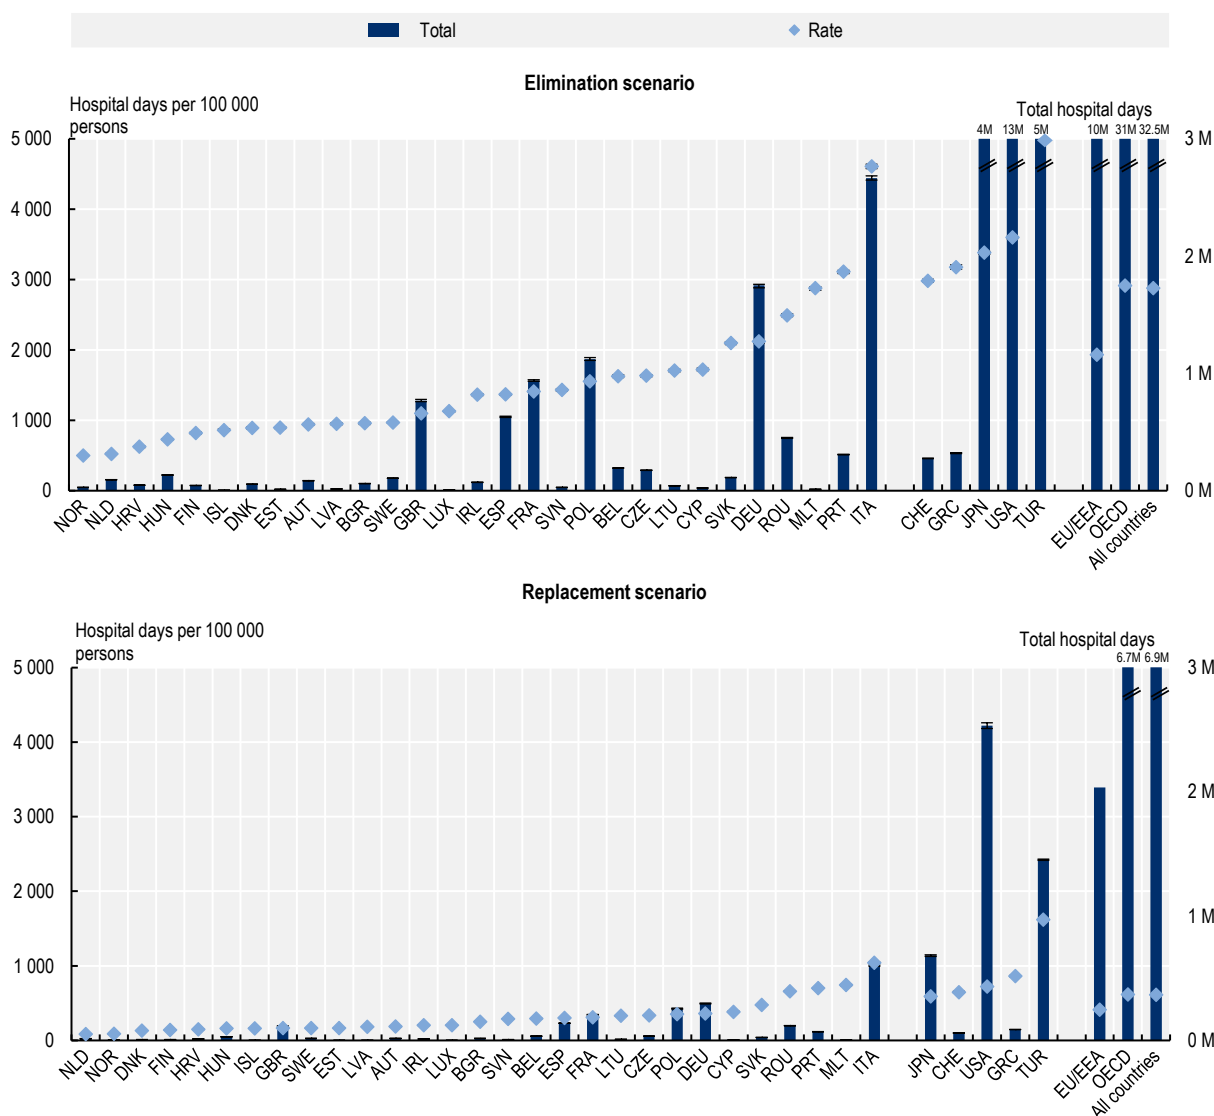 Total Rate
Elimination scenario
Hospital days per 100 000 persons
Total hospital days
4M 13M 5M 10M 31M 32.5M
5 000 3 M
4 000
3 000 2 M
2 000
1 M
1 000
0 0 M
NOR NLD HRV HUN FIN ISL DNK EST AUT LVA BGR SWE GBR LUX IRL ESP FRA SVN POL BEL CZE LTU CYP SVK DEU ROU MLT PRT ITA CHE GRC JPN USA TUR EU/EEA OECD All countries
Replacement scenario
Hospital days per 100 000 persons
Total hospital days
6.7M 6.9M
5 000 3 M
4 000
2 M
3 000
2 000
1 M
1 000
0 0 M
NLD NOR DNK FIN HRV HUN ISL GBR SWE EST LVA AUT IRL LUX BGR SVN BEL ESP FRA LTU CZE POL DEU CYP SVK ROU PRT MLT ITA JPN CHE USA GRC TUR EU/EEA OECD All countries